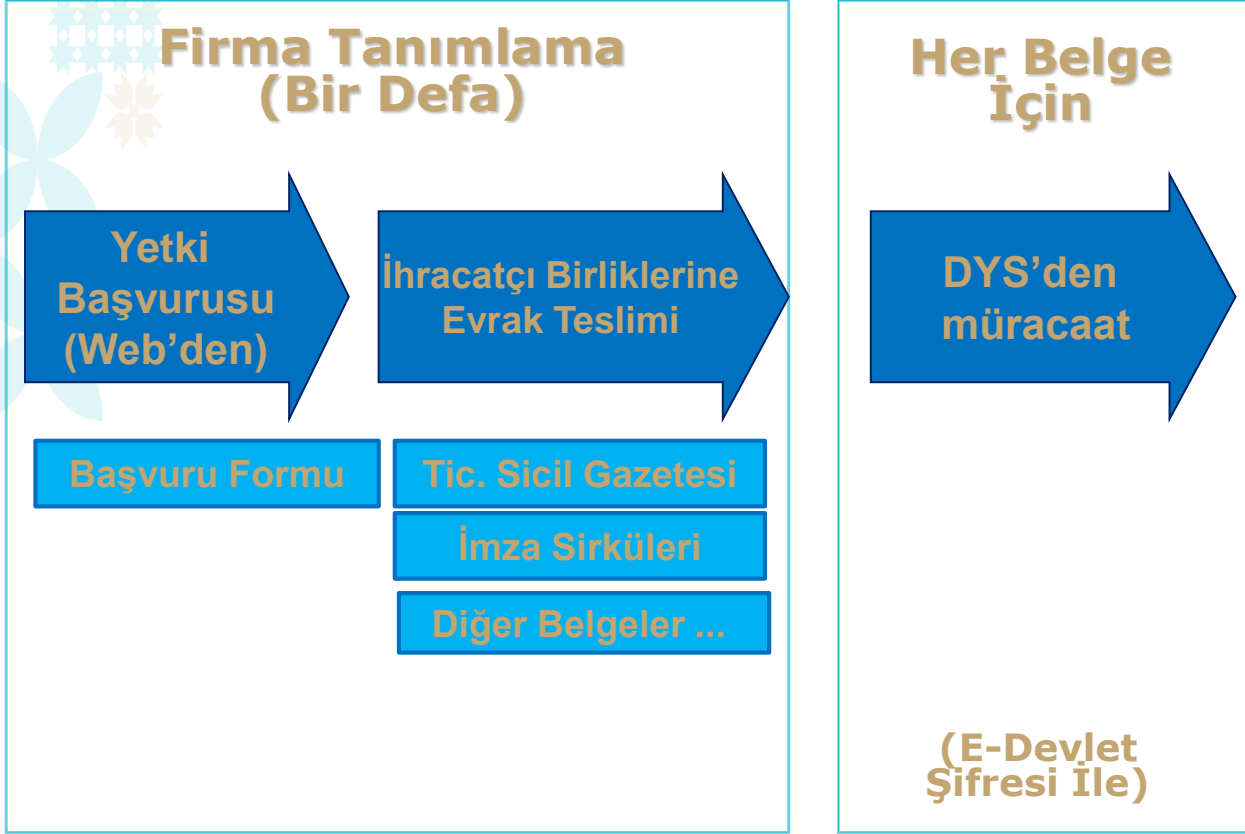 Firma Tanımlama
(Bir Defa)
Yetki
Başvurusu
(Web’den)
İhracatçı Birliklerine
Evrak Teslimi
Başvuru Formu
Tic. Sicil Gazetesi
İmza Sirküleri
Diğer Belgeler ...
Her Belge
İçin
DYS’den
müracaat
(E-Devlet
Şifresi İle)